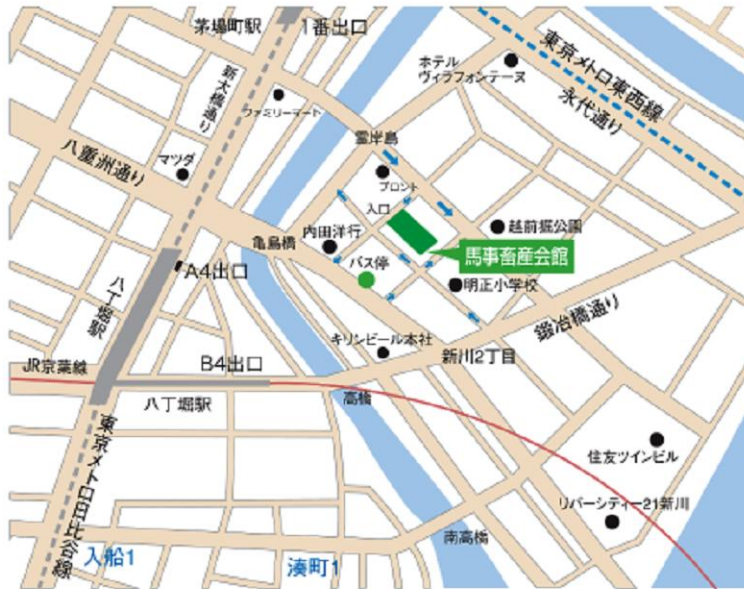 茅場町駅
1番出口
新大橋通り
ファミリーマート
ホテル
ヴィラフォンテーヌ
東京メトロ東西線
永代通り
八重洲通り
マツダ
霊岸島
プロント
入口
越前堀公園
内田洋行
亀島橋
バス停
馬事畜産会館
明正小学校
A4出口
八丁堀駅
鍛冶橋通り
キリンビール本社
新川2丁目
B4出口
JR京葉線
八丁堀駅
高橋
東京メトロ日比谷線
住友ツインビル
リバーシティー21新川
南高橋
入船1
湊町1